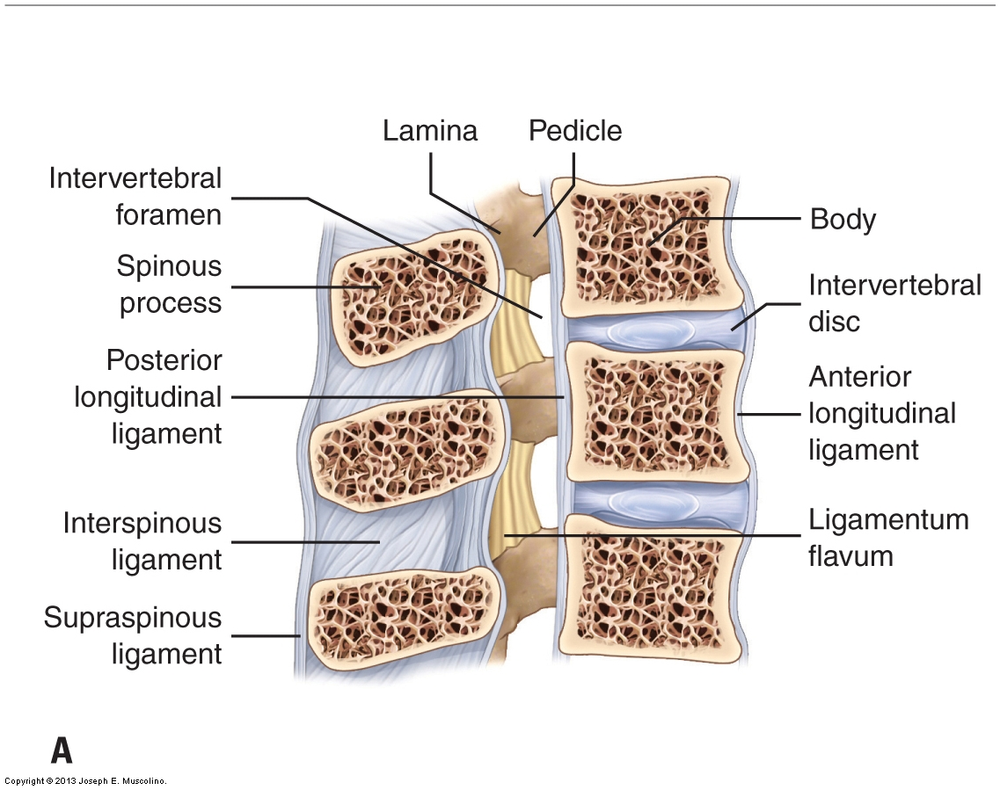 Lamina
Pedicle
Intervertebral
foramen
Spinous
process
Posterior
longitudinal
ligament
Interspinous
ligament
Supraspinous
ligament
Body
Intervertebral
disc
Anterior
longitudinal
ligament
Ligamentum
flavum
A
Copyright © 2013 Joseph E. Muscolino.